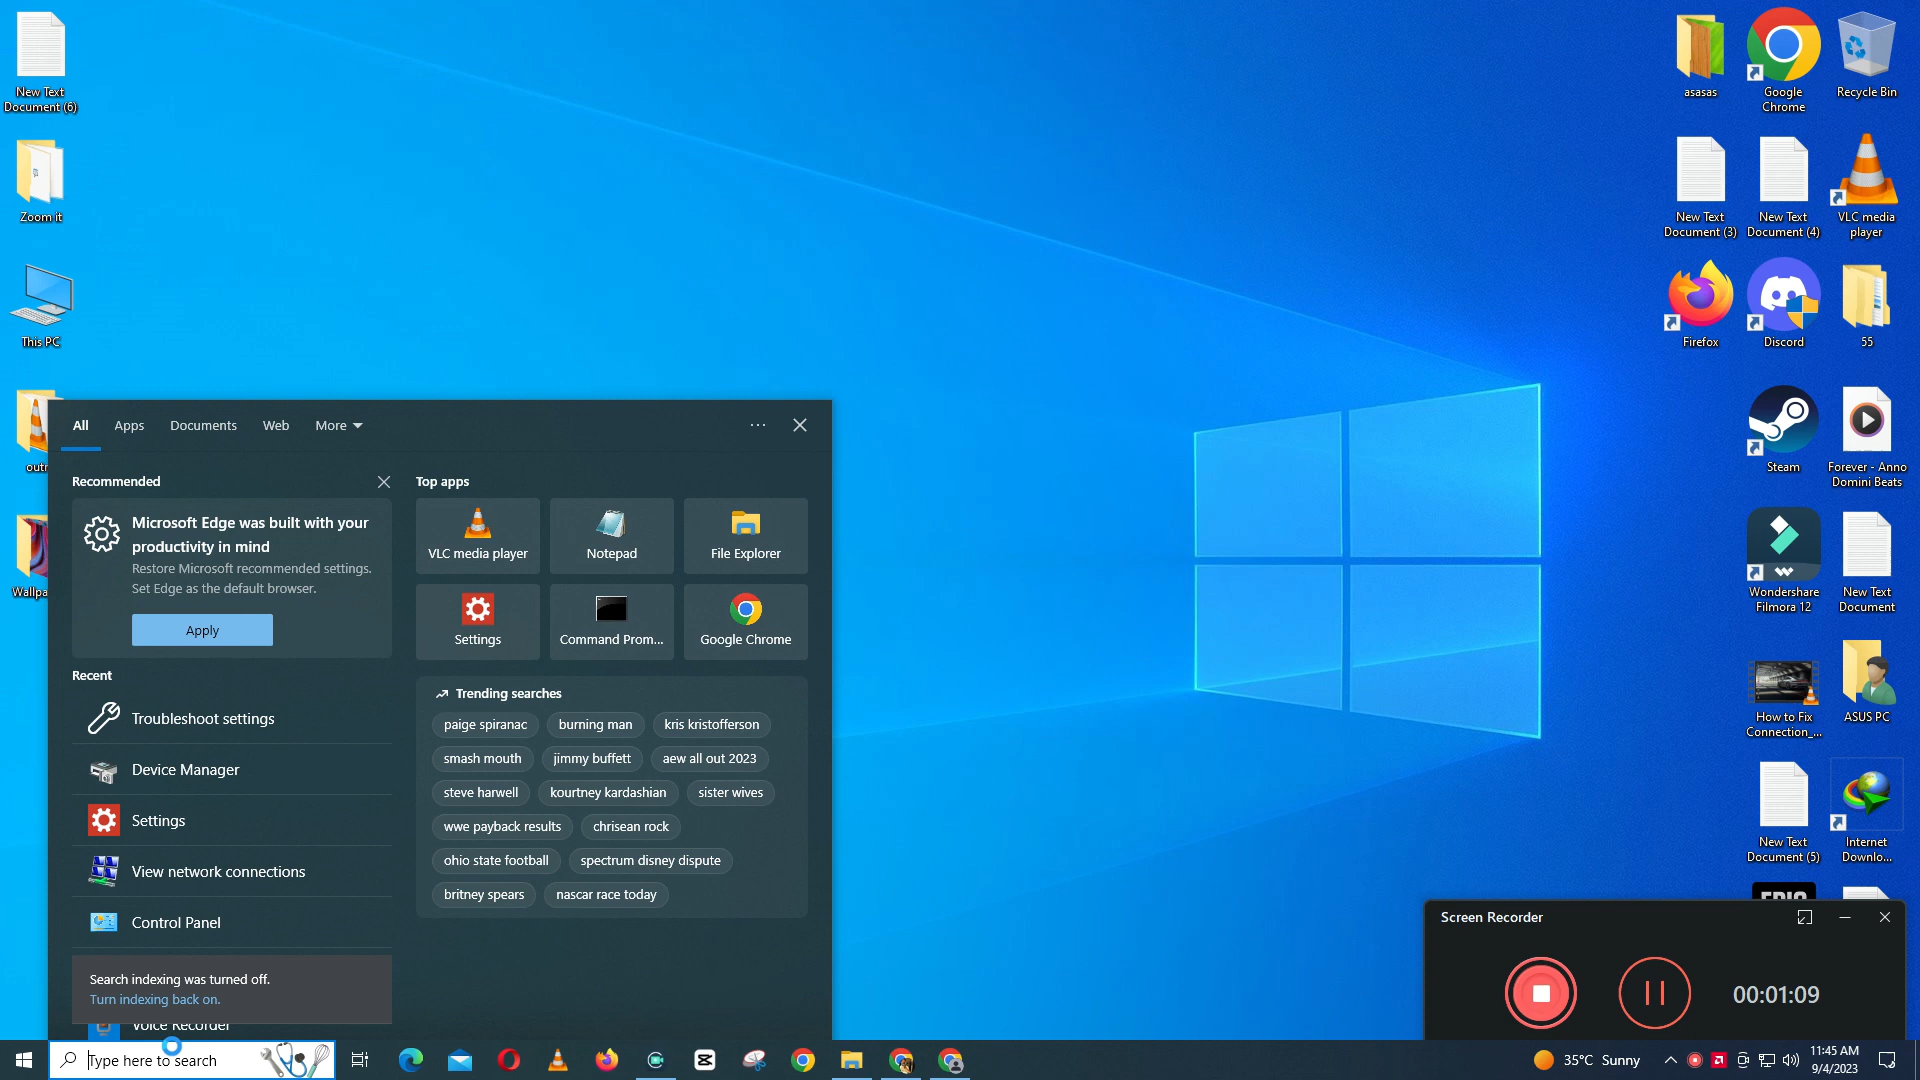 New Text
Document (6)
Zoom it
This PC
asasas
Google
Chrome
Recycle Bin
New Text
Document (3)
New Text
Document (4)
VLC media
player
Firefox
Discord
55
Steam
Forever - Anno
Domini Beats
Wondershare
Filmora 12
New Text
Document
How to Fix
Connection_...
ASUS PC
New Text
Document (5)
Internet
Downlo...
All
Apps
Documents
Web
More
Recommended
Microsoft Edge was built with your
productivity in mind
Restore Microsoft recommended settings.
Set Edge as the default browser.
Apply
Recent
Troubleshoot settings
Device Manager
Settings
View network connections
Control Panel
Search indexing was turned off.
Turn indexing back on.
Voice Recorder
Top apps
VLC media player
Notepad
File Explorer
Settings
Command Prom...
Google Chrome
Trending searches
paige spiranac
burning man
kris kristofferson
smash mouth
jimmy buffett
aew all out 2023
steve harwell
kourtney kardashian
sister wives
wwe payback results
chrisean rock
ohio state football
spectrum disney dispute
britney spears
nascar race today
Screen Recorder
00:01:09
Type here to search
35°C Sunny
11:45 AM
9/4/2023